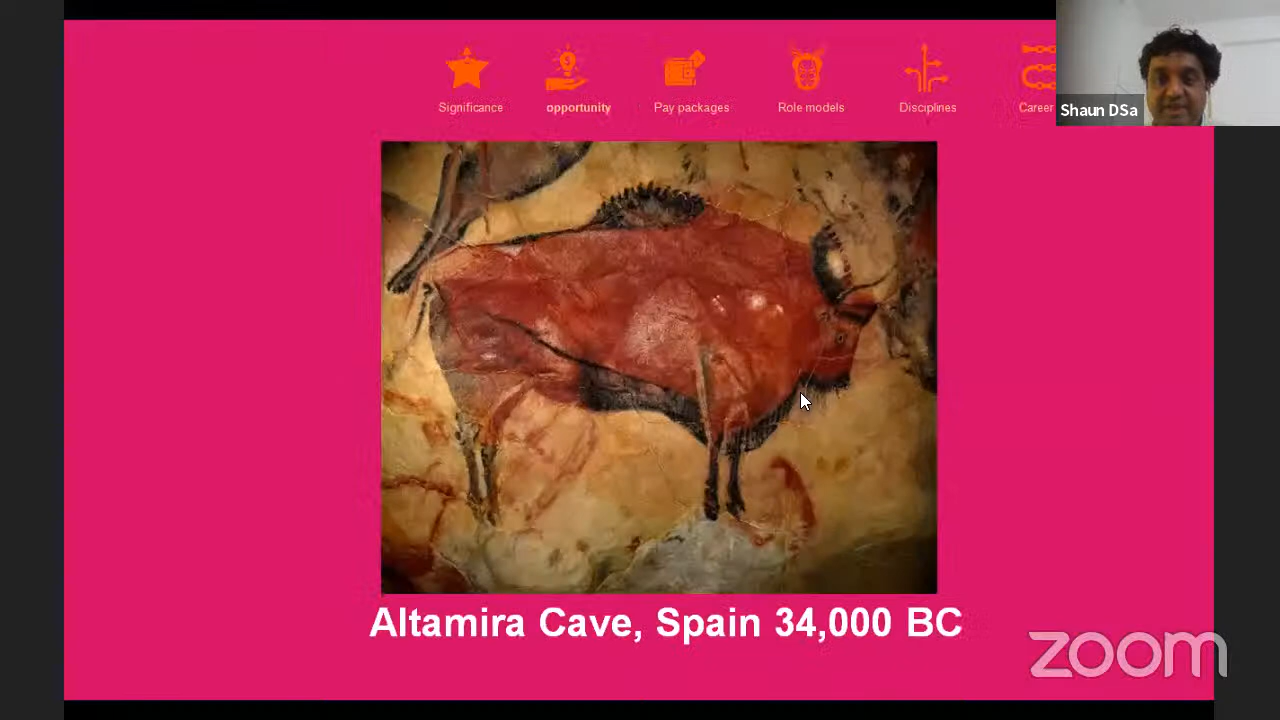 Significance
opportunity
Pay packages
Role models
Disciplines
Career
Shaun DSa
Altamira Cave, Spain 34,000 BC
zoom